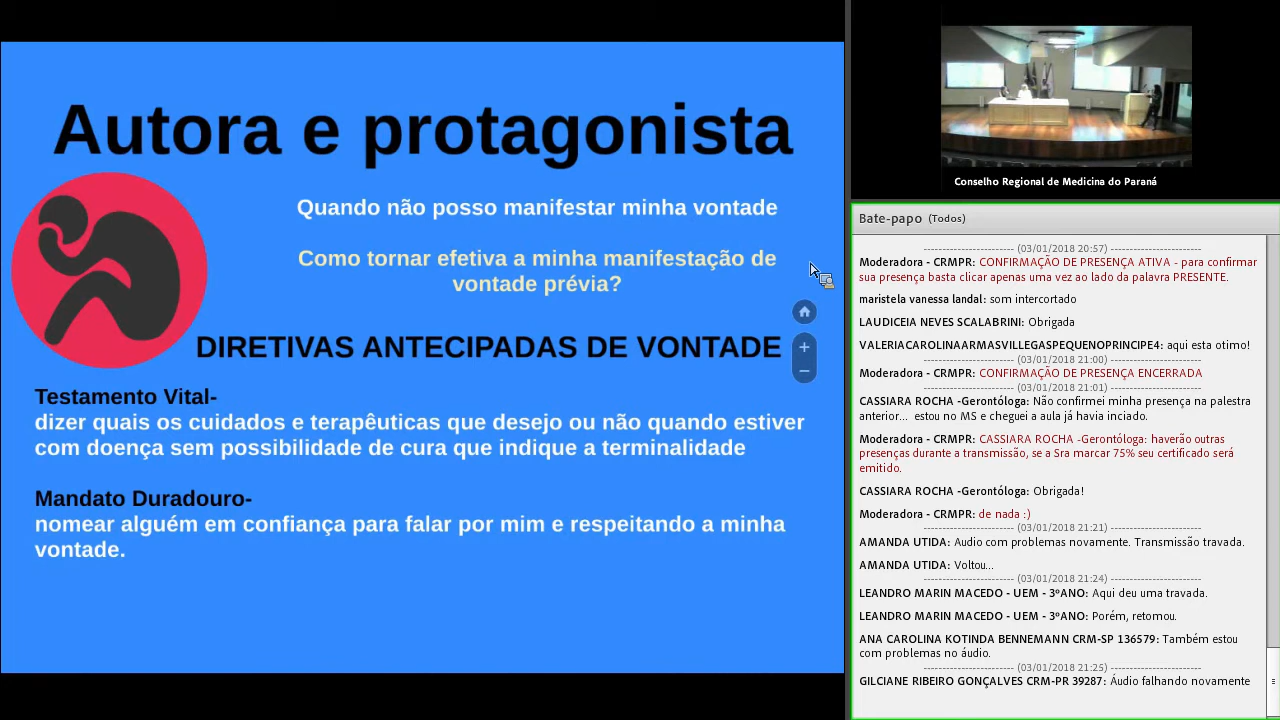 Autora e protagonista
Quando não posso manifestar minha vontade
Como tornar efetiva a minha manifestação de
vontade prévia?
DIRETIVAS ANTECIPADAS DE VONTADE
Testamento Vital-
dizer quais os cuidados e terapêuticas que desejo ou não quando estiver
com doença sem possibilidade de cura que indique a terminalidade
Mandato Duradouro-
nomear alguém em confiança para falar por mim e respeitando a minha
vontade.
Conselho Regional de Medicina do Paraná
Bate-papo (Todos)
----------------------- (03/01/2018 20:57) -----------------------
Moderadora - CRMPR: CONFIRMAÇÃO DE PRESENÇA ATIVA - para confirmar
sua presença basta clicar apenas uma vez ao lado da palavra PRESENTE.
maristela vanessa landal: som intercortado
LAUDICEIA NEVES SCALABRINI: Obrigada
VALERIACAROLINAARMASVILLEGASPEQUENOPRINCIPE4: aqui esta otimo!
----------------------- (03/01/2018 21:00) -----------------------
Moderadora - CRMPR: CONFIRMAÇÃO DE PRESENÇA ENCERRADA
----------------------- (03/01/2018 21:01) -----------------------
CASSIARA ROCHA -Gerontóloga: Não confirmei minha presença na palestra
anterior... estou no MS e cheguei a aula já havia inciado.
Moderadora - CRMPR: CASSIARA ROCHA -Gerontóloga: haverão outras
presenças durante a transmissão, se a Sra marcar 75% seu certificado será
emitido.
CASSIARA ROCHA -Gerontóloga: Obrigada!
Moderadora - CRMPR: de nada :)
----------------------- (03/01/2018 21:21) -----------------------
AMANDA UTIDA: Audio com problemas novamente. Transmissão travada.
AMANDA UTIDA: Voltou...
----------------------- (03/01/2018 21:24) -----------------------
LEANDRO MARIN MACEDO - UEM - 3ºANO: Aqui deu uma travada.
LEANDRO MARIN MACEDO - UEM - 3ºANO: Porém, retomou.
ANA CAROLINA KOTINDA BENNEMANN CRM-SP 136579: Também estou
com problemas no áudio.
----------------------- (03/01/2018 21:25) -----------------------
GILCIANE RIBEIRO GONÇALVES CRM-PR 39287: Áudio falhando novamente